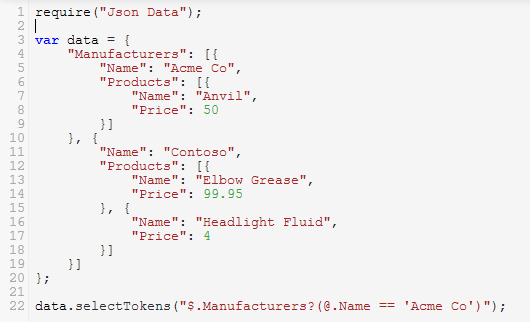 1 require("Json Data");
2
3 var data = {
4     "Manufacturers": [{
5         "Name": "Acme Co",
6         "Products": [{
7             "Name": "Anvil",
8             "Price": 50
9         }]
10     }, {
11         "Name": "Contoso",
12         "Products": [{
13             "Name": "Elbow Grease",
14             "Price": 99.95
15         }, {
16             "Name": "Headlight Fluid",
17             "Price": 4
18         }]
19     }]
20 };
21
22 data.selectTokens("$.Manufacturers?(@.Name == 'Acme Co')");